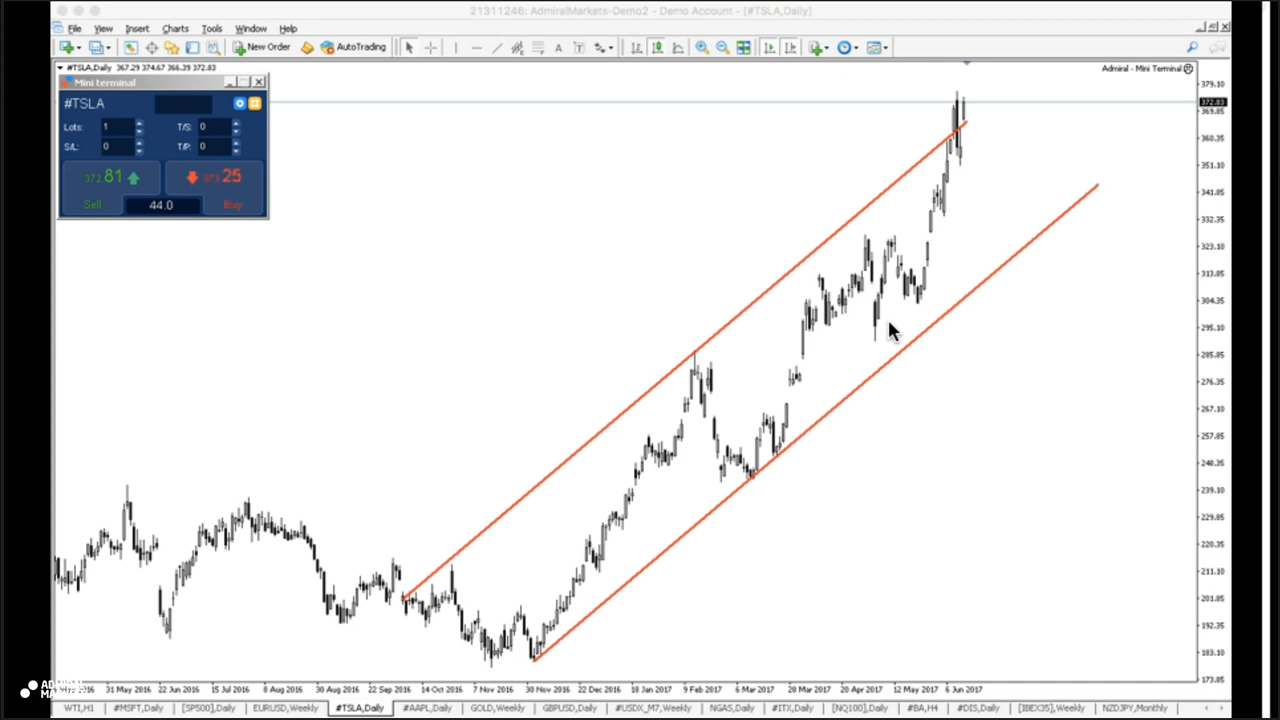 21311246: AdmiralMarkets-Demo2 - Demo Account - [#TSLA,Daily]
File View Insert Charts Tools Window Help
New Order AutoTrading
#TSLA,Daily 367.29 374.67 366.39 372.83
Admiral - Mini Terminal
Mini terminal
#TSLA
Lots: 1 T/S: 0
S/L: 0 T/P: 0
372 81 373 25
Sell 44.0 Buy
379.10
372.83
369.85
360.35
351.10
341.85
332.35
323.10
313.85
304.35
295.10
285.85
276.35
267.10
257.85
248.35
239.10
229.85
220.35
211.10
201.85
192.35
183.10
173.85
ADMIRAL
31 May 2016 22 Jun 2016 15 Jul 2016 8 Aug 2016 30 Aug 2016 22 Sep 2016 14 Oct 2016 7 Nov 2016 30 Nov 2016 22 Dec 2016 18 Jan 2017 9 Feb 2017 6 Mar 2017 28 Mar 2017 20 Apr 2017 12 May 2017 6 Jun 2017
WTI,H1 #MSFT,Daily [SP500],Daily EURUSD,Weekly #TSLA,Daily #AAPL,Daily GOLD,Weekly GBPUSD,Daily #USDX_M7,Weekly NGAS,Daily #ITX,Daily [NQ100],Daily #BA,H4 #DIS,Daily [IBEX35],Weekly NZDJPY,Monthly